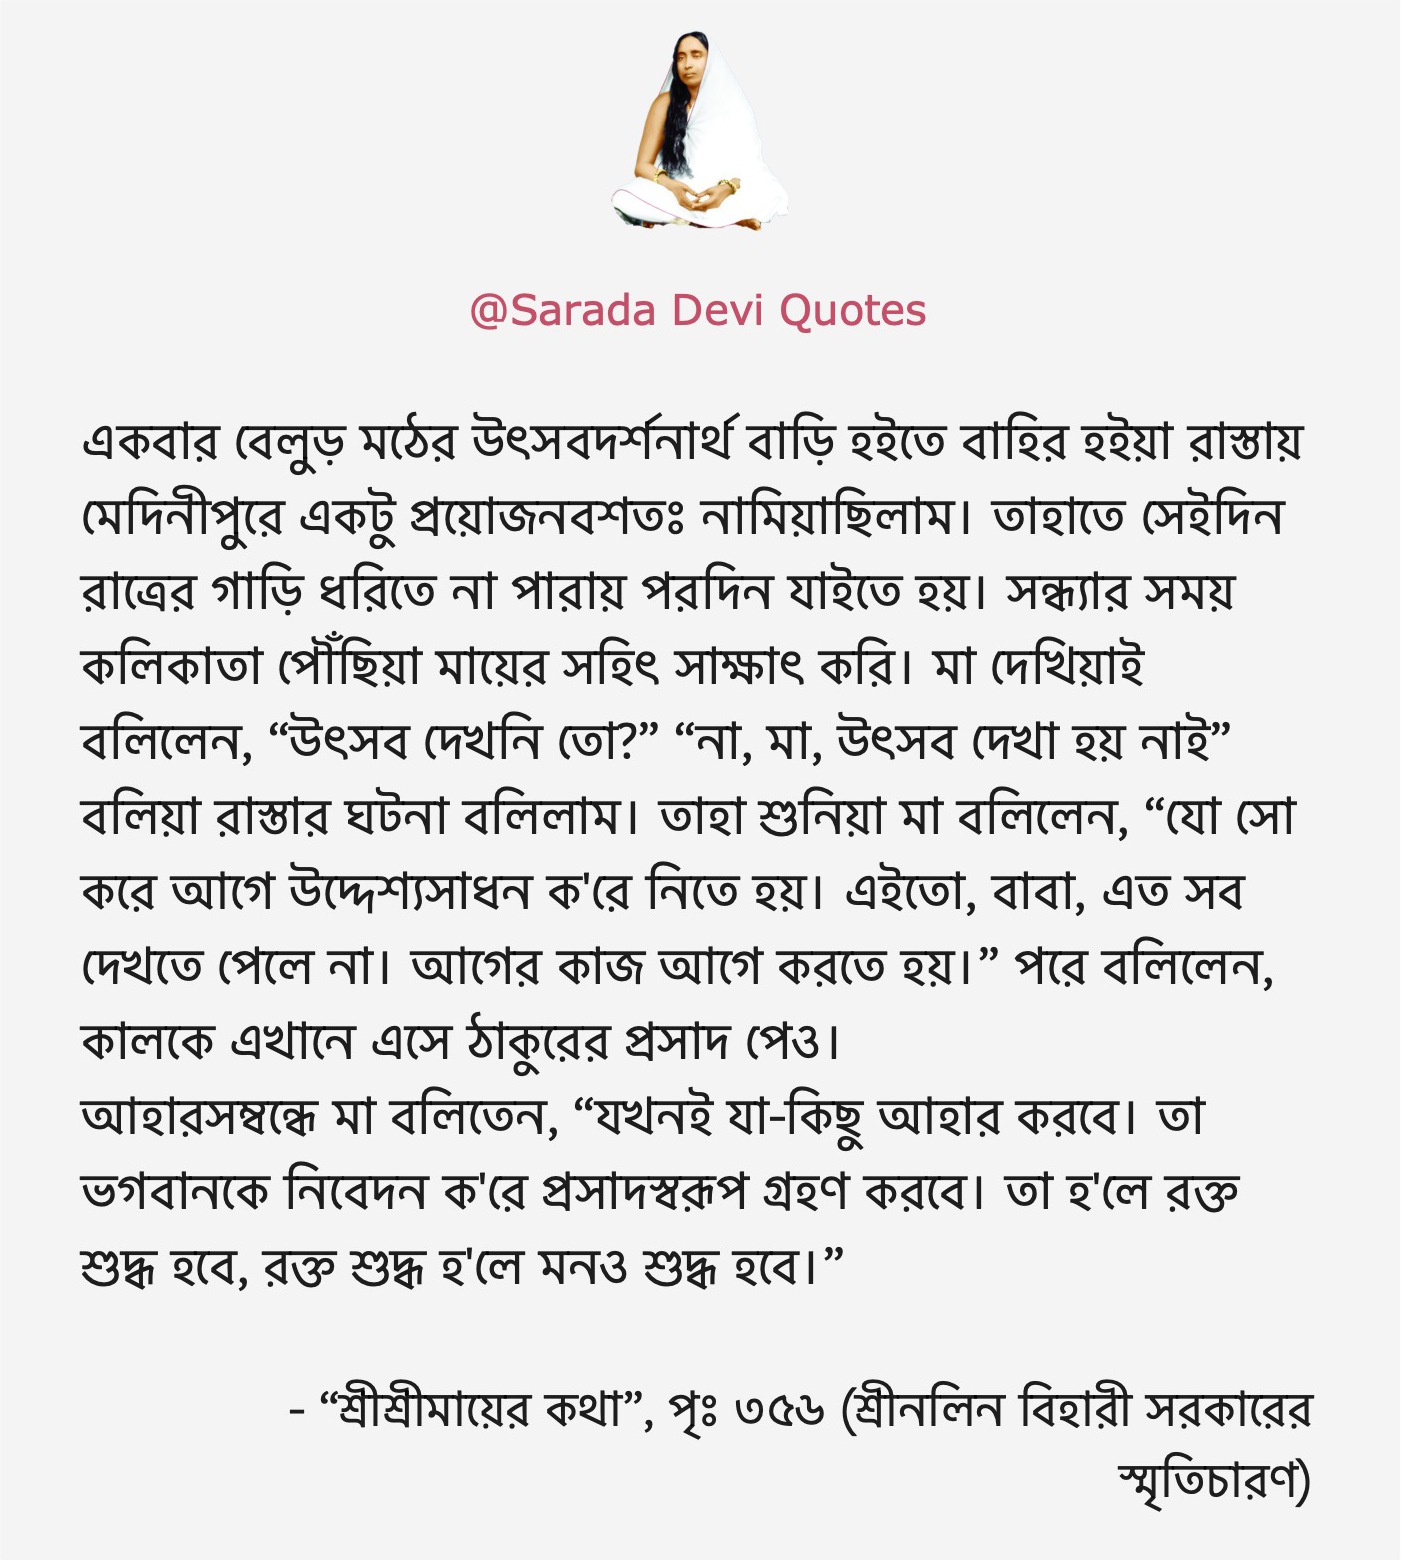 @Sarada Devi Quotes
একবার বেলুড় মঠের উৎসবদর্শনার্থ বাড়ি হইতে বাহির হইয়া রাস্তায়
মেদিনীপুরে একটু প্রয়োজনবশতঃ নামিয়াছিলাম। তাহাতে সেইদিন
রাত্রের গাড়ি ধরিতে না পারায় পরদিন যাইতে হয়। সন্ধ্যার সময়
কলিকাতা পৌঁছিয়া মায়ের সহিৎ সাক্ষাৎ করি। মা দেখিয়াই
বলিলেন, “উৎসব দেখনি তো?” “না, মা, উৎসব দেখা হয় নাই”
বলিয়া রাস্তার ঘটনা বলিলাম। তাহা শুনিয়া মা বলিলেন, “যো সো
করে আগে উদ্দেশ্যসাধন ক'রে নিতে হয়। এইতো, বাবা, এত সব
দেখতে পেলে না। আগের কাজ আগে করতে হয়।” পরে বলিলেন,
কালকে এখানে এসে ঠাকুরের প্রসাদ পেও।
আহারসম্বন্ধে মা বলিতেন, “যখনই যা-কিছু আহার করবে। তা
ভগবানকে নিবেদন ক'রে প্রসাদস্বরূপ গ্রহণ করবে। তা হ'লে রক্ত
শুদ্ধ হবে, রক্ত শুদ্ধ হ'লে মনও শুদ্ধ হবে।”
- “শ্রীশ্রীমায়ের কথা”, পৃঃ ৩৫৬ (শ্রীনলিন বিহারী সরকারের
স্মৃতিচারণ)